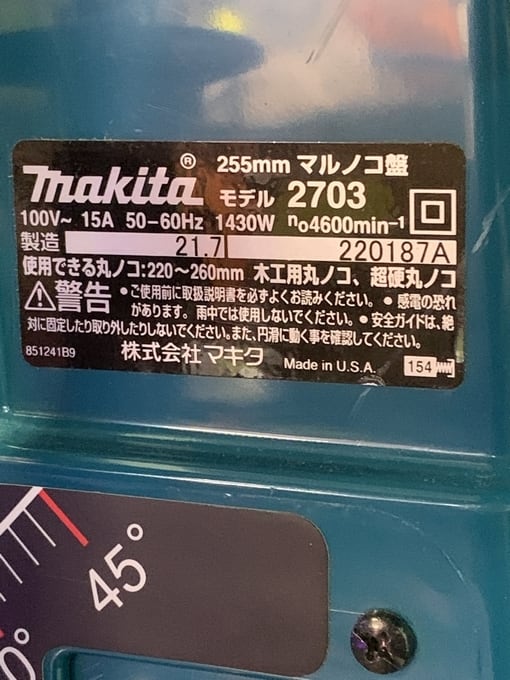 makita® 255mm マルノコ盤
モデル 2703
100V~ 15A 50-60Hz 1430W n₀4600min⁻¹
製造 21.7 220187A
使用できる丸ノコ:220~260mm 木工用丸ノコ、超硬丸ノコ
警告 •ご使用前に取扱説明書を必ずよくお読みください。 •感電の恐れ
があります。雨中では使用しないでください。 •安全ガイドは、絶
対に固定したり取り外したりしないでください。また、円滑に動く事を確認してください。
851241B9 株式会社マキタ Made in U.S.A. 154
45°
0°